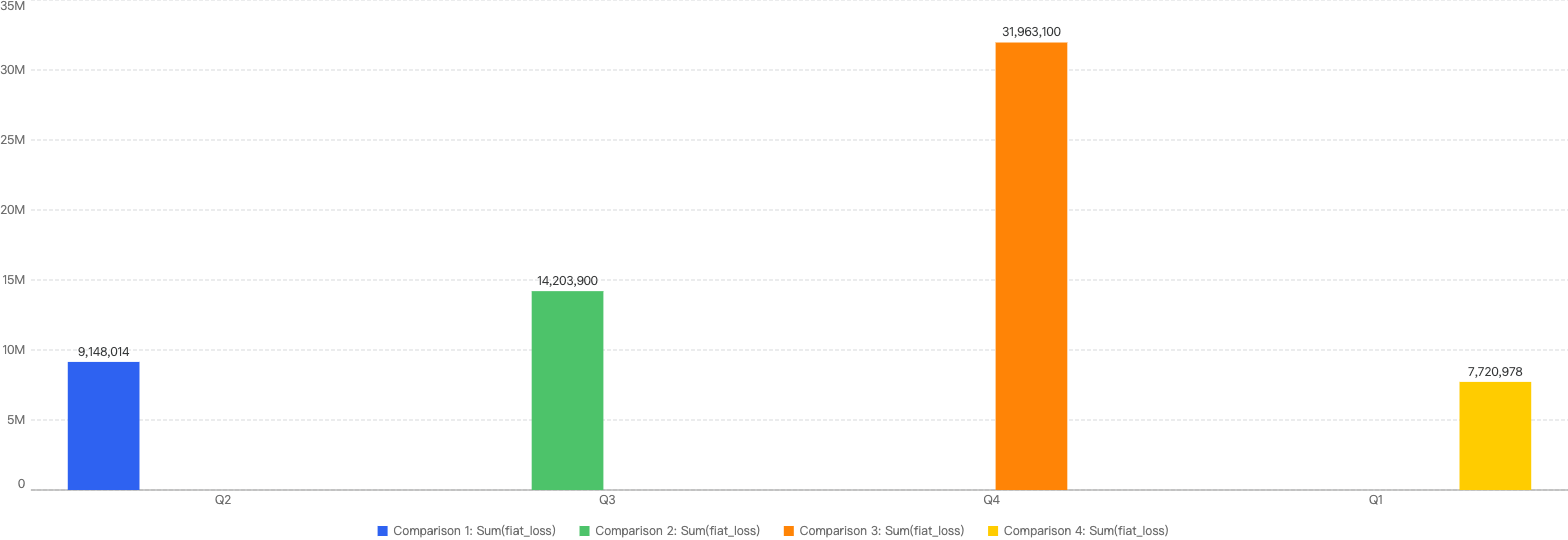 35M
31,963,100
30M
25M
20M
15M
14,203,900
10M
9,148,014
7,720,978
5M
0
Q2 Q3 Q4 Q1
Comparison 1: Sum(fiat_loss) Comparison 2: Sum(fiat_loss) Comparison 3: Sum(fiat_loss) Comparison 4: Sum(fiat_loss)